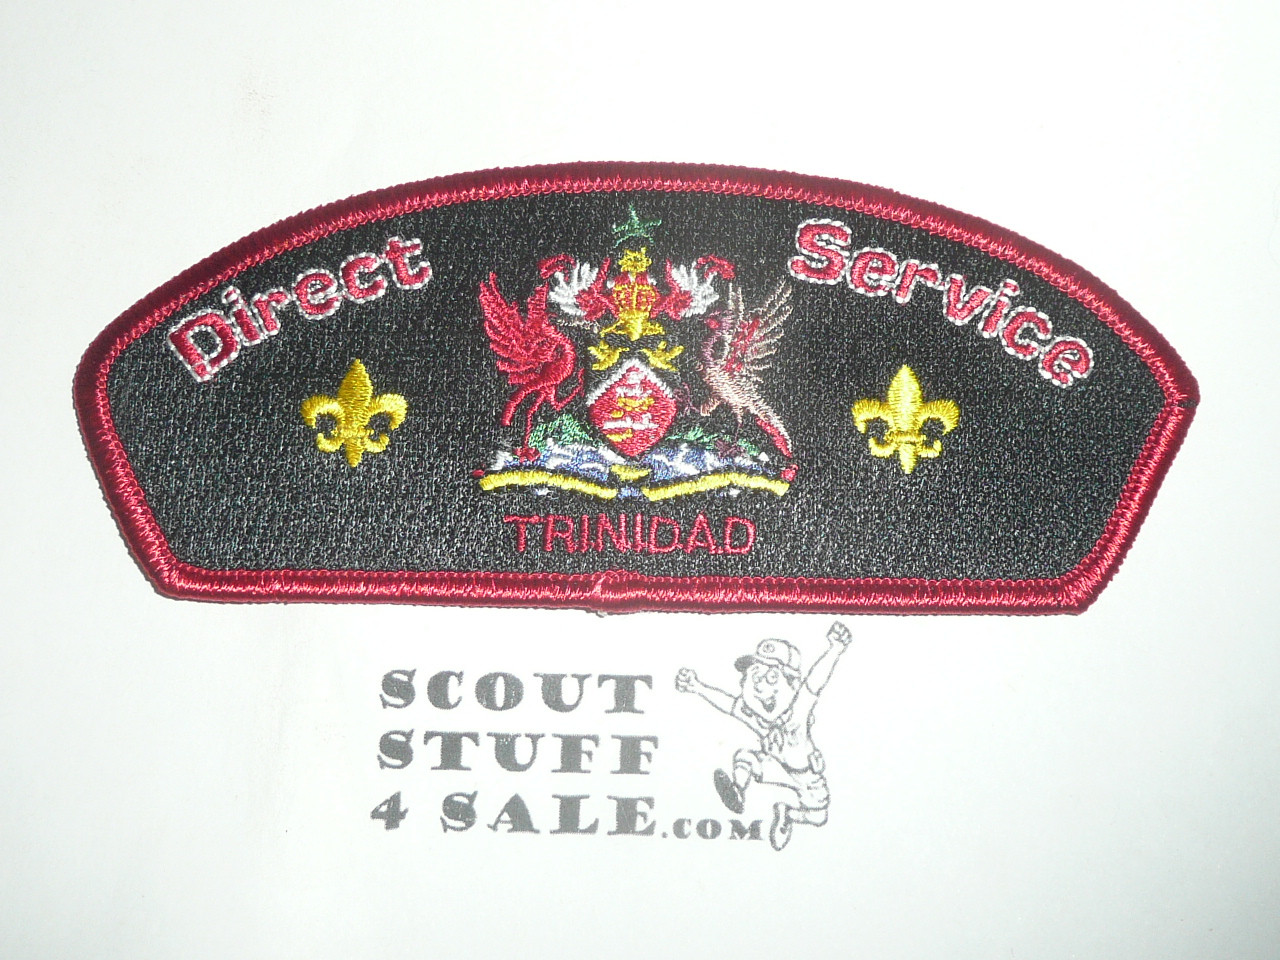 Direct Service
TRINIDAD
SCOUT
STUFF
4 SALE.COM